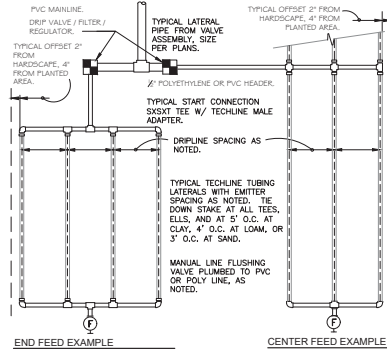 PVC MAINLINE.
DRIP VALVE / FILTER /
REGULATOR.
TYPICAL OFFSET 2"
FROM
HARDSCAPE, 4"
FROM PLANTED
AREA.
TYPICAL LATERAL
PIPE FROM VALVE
ASSEMBLY, SIZE
PER PLANS.
TYPICAL OFFSET 2" FROM
HARDSCAPE, 4" FROM
PLANTED AREA.
½" POLYETHYLENE OR PVC HEADER.
TYPICAL START CONNECTION
SXSXT TEE W/ TECHLINE MALE
ADAPTER.
DRIPLINE SPACING AS
NOTED.
TYPICAL TECHLINE TUBING
LATERALS WITH EMITTER
SPACING AS NOTED. TIE
DOWN STAKE AT ALL TEES,
ELLS, AND AT 5' O.C. AT
CLAY, 4' O.C. AT LOAM, OR
3' O.C. AT SAND.
MANUAL LINE FLUSHING
VALVE PLUMBED TO PVC
OR POLY LINE, AS
NOTED.
F
F
END FEED EXAMPLE
CENTER FEED EXAMPLE